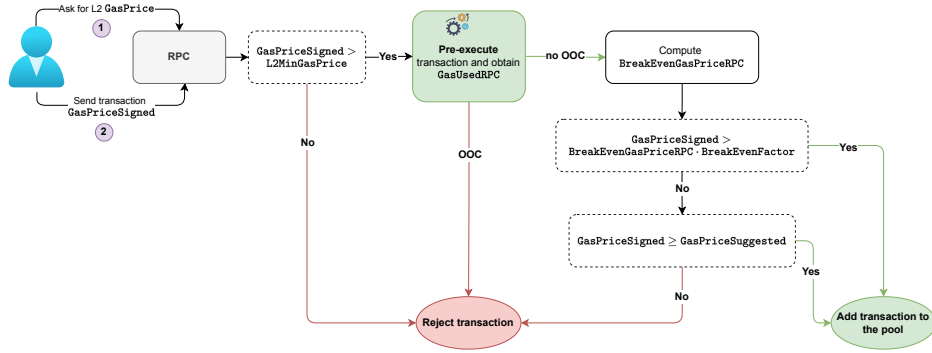 Ask for L2 GasPrice
1
RPC
Send transaction
GasPriceSigned
2
GasPriceSigned >
L2MinGasPrice
Yes
No
Pre-execute
transaction and obtain
GasUsedRPC
no OOC
OOC
Compute
BreakEvenGasPriceRPC
GasPriceSigned >
BreakEvenGasPriceRPC · BreakEvenFactor
Yes
No
GasPriceSigned ≥ GasPriceSuggested
Yes
No
Reject transaction
Add transaction to
the pool